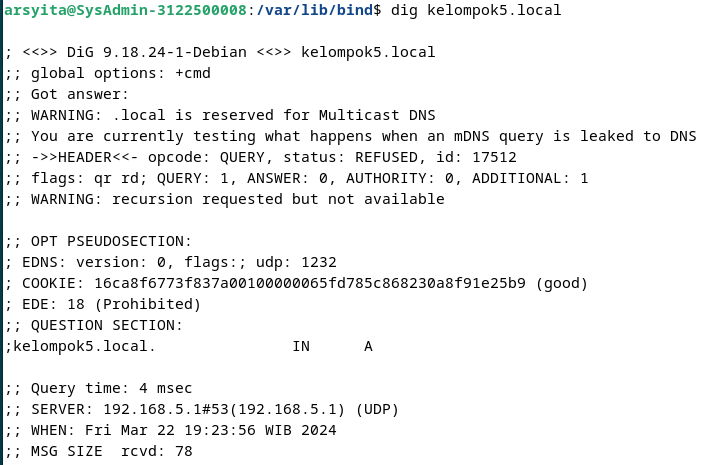 arsyita@SysAdmin-3122500008:/var/lib/bind$ dig kelompok5.local
; <<>> DiG 9.18.24-1-Debian <<>> kelompok5.local
;; global options: +cmd
;; Got answer:
;; WARNING: .local is reserved for Multicast DNS
;; You are currently testing what happens when an mDNS query is leaked to DNS
;; ->>HEADER<<- opcode: QUERY, status: REFUSED, id: 17512
;; flags: qr rd; QUERY: 1, ANSWER: 0, AUTHORITY: 0, ADDITIONAL: 1
;; WARNING: recursion requested but not available
;; OPT PSEUDOSECTION:
; EDNS: version: 0, flags:; udp: 1232
; COOKIE: 16ca8f6773f837a00100000065fd785c868230a8f91e25b9 (good)
; EDE: 18 (Prohibited)
;; QUESTION SECTION:
;kelompok5.local. IN A
;; Query time: 4 msec
;; SERVER: 192.168.5.1#53(192.168.5.1) (UDP)
;; WHEN: Fri Mar 22 19:23:56 WIB 2024
;; MSG SIZE rcvd: 78